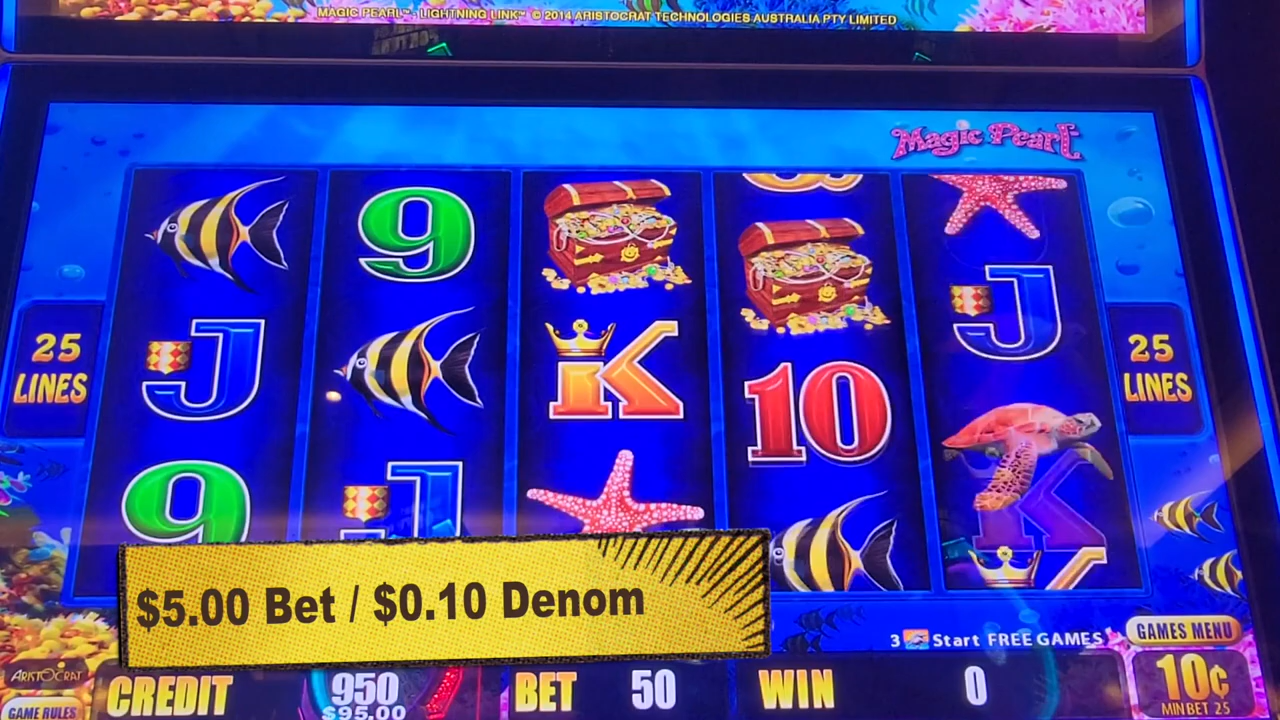 MAGIC PEARL™ - LIGHTNING LINK™ © 2014 ARISTOCRAT TECHNOLOGIES AUSTRALIA PTY LIMITED
Magic Pearl
9
J
25
LINES
J
K
10
25
LINES
9
J
K
K
$5.00 Bet / $0.10 Denom
3 Start FREE GAMES
GAMES MENU
ARISTOCRAT
GAME RULES
CREDIT 950
$95.00
BET 50
WIN 0
10¢
MIN BET 25